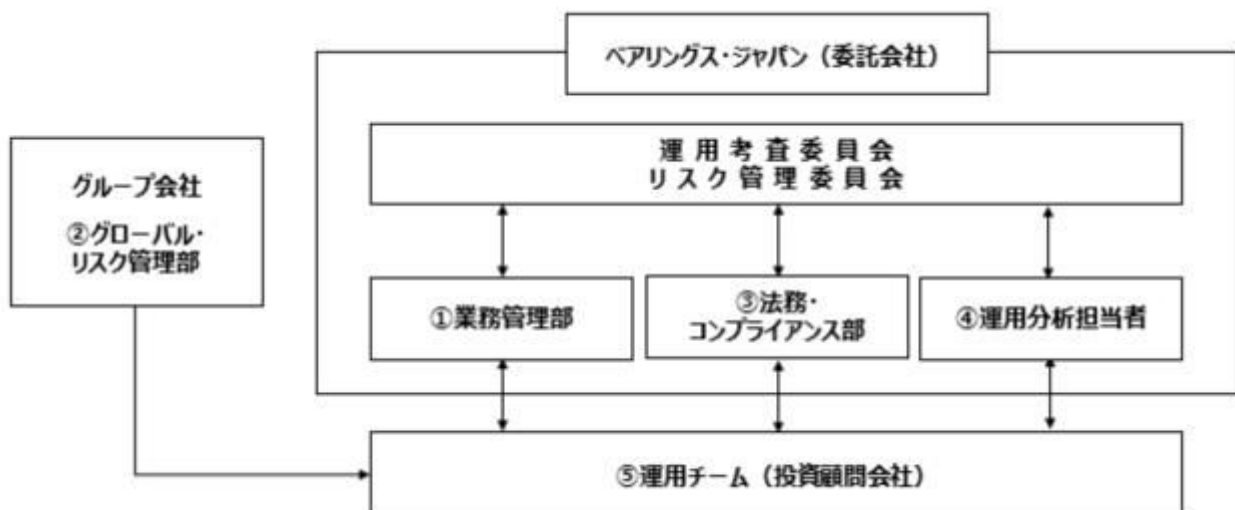 ベアリングス・ジャパン（委託会社）
運用考査委員会
リスク管理委員会
グループ会社
②グローバル・
リスク管理部
①業務管理部
③法務・
コンプライアンス部
④運用分析担当者
⑤運用チーム（投資顧問会社）